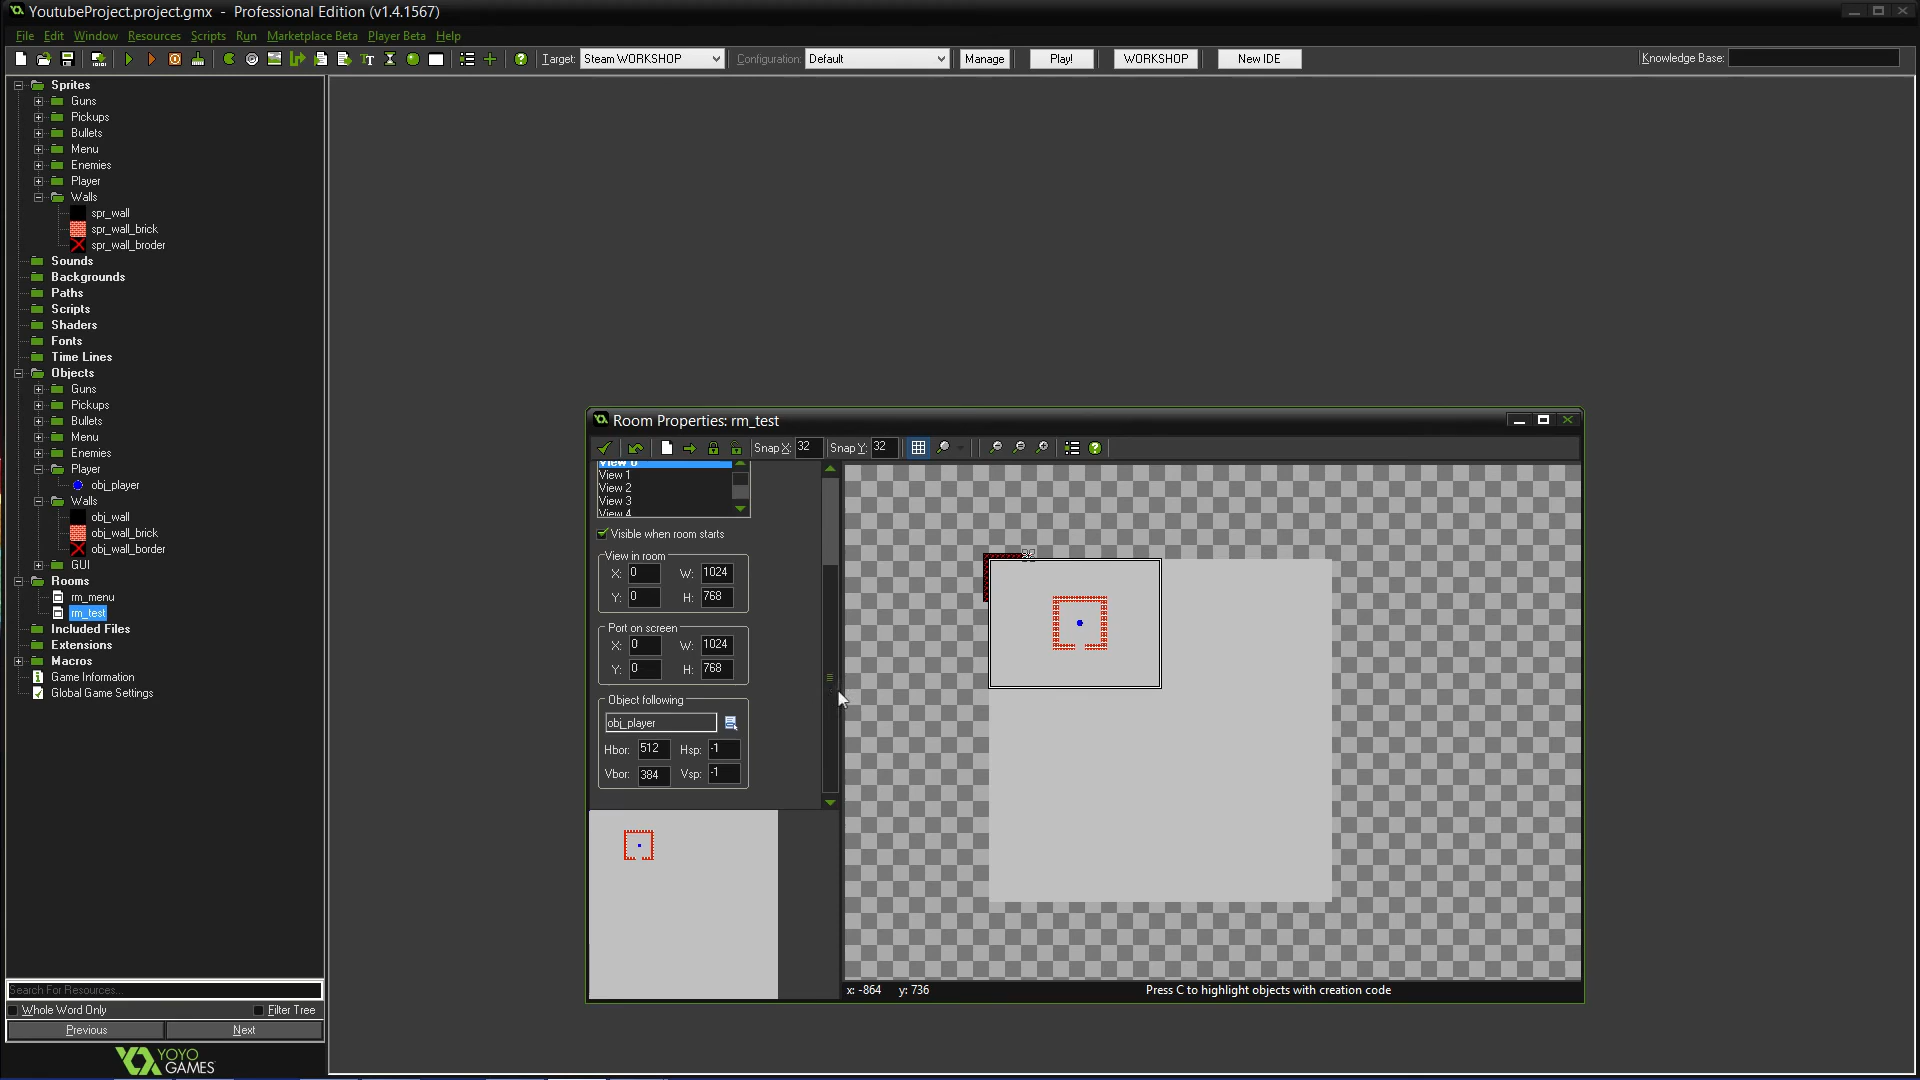 YoutubeProject.project.gmx - Professional Edition (v1.4.1567)
File Edit Window Resources Scripts Run Marketplace Beta Player Beta Help
Target: Steam WORKSHOP Configuration: Default Manage Play! WORKSHOP New IDE Knowledge Base:
Sprites
Guns
Pickups
Bullets
Menu
Enemies
Player
Walls
spr_wall
spr_wall_brick
spr_wall_broder
Sounds
Backgrounds
Paths
Scripts
Shaders
Fonts
Time Lines
Objects
Guns
Pickups
Bullets
Menu
Enemies
Player
obj_player
Walls
obj_wall
obj_wall_brick
obj_wall_border
GUI
Rooms
rm_menu
rm_test
Included Files
Extensions
Macros
Game Information
Global Game Settings
Search For Resources...
Whole Word Only Filter Tree
Previous Next
YOYO
GAMES
Room Properties: rm_test
Snap X: 32 Snap Y: 32
View 0
View 1
View 2
View 3
View 4
Visible when room starts
View in room
X: 0 W: 1024
Y: 0 H: 768
Port on screen
X: 0 W: 1024
Y: 0 H: 768
Object following
obj_player
Hbor: 512 Hsp: -1
Vbor: 384 Vsp: -1
x: -864 y: 736 Press C to highlight objects with creation code